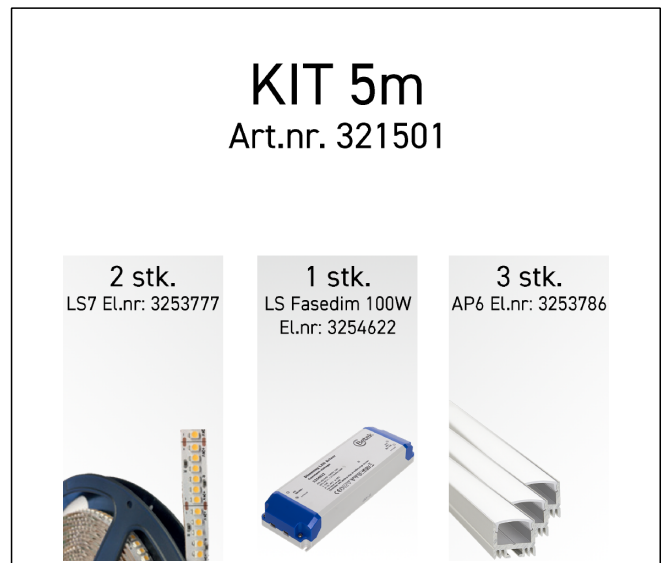 KIT 5m
Art.nr. 321501
2 stk.
LS7 El.nr: 3253777
1 stk.
LS Fasedim 100W
El.nr: 3254622
3 stk.
AP6 El.nr: 3253786